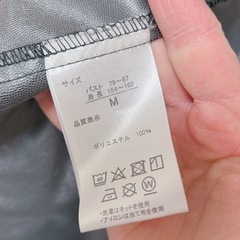 サイズ
バスト 79~87
身長 154~162
M
品質表示
ポリエステル 100%
・洗濯はネットを使用
・アイロンは当て布を使用